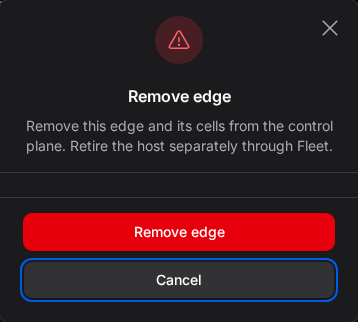 Remove edge
Remove this edge and its cells from the control
plane. Retire the host separately through Fleet.
Remove edge
Cancel